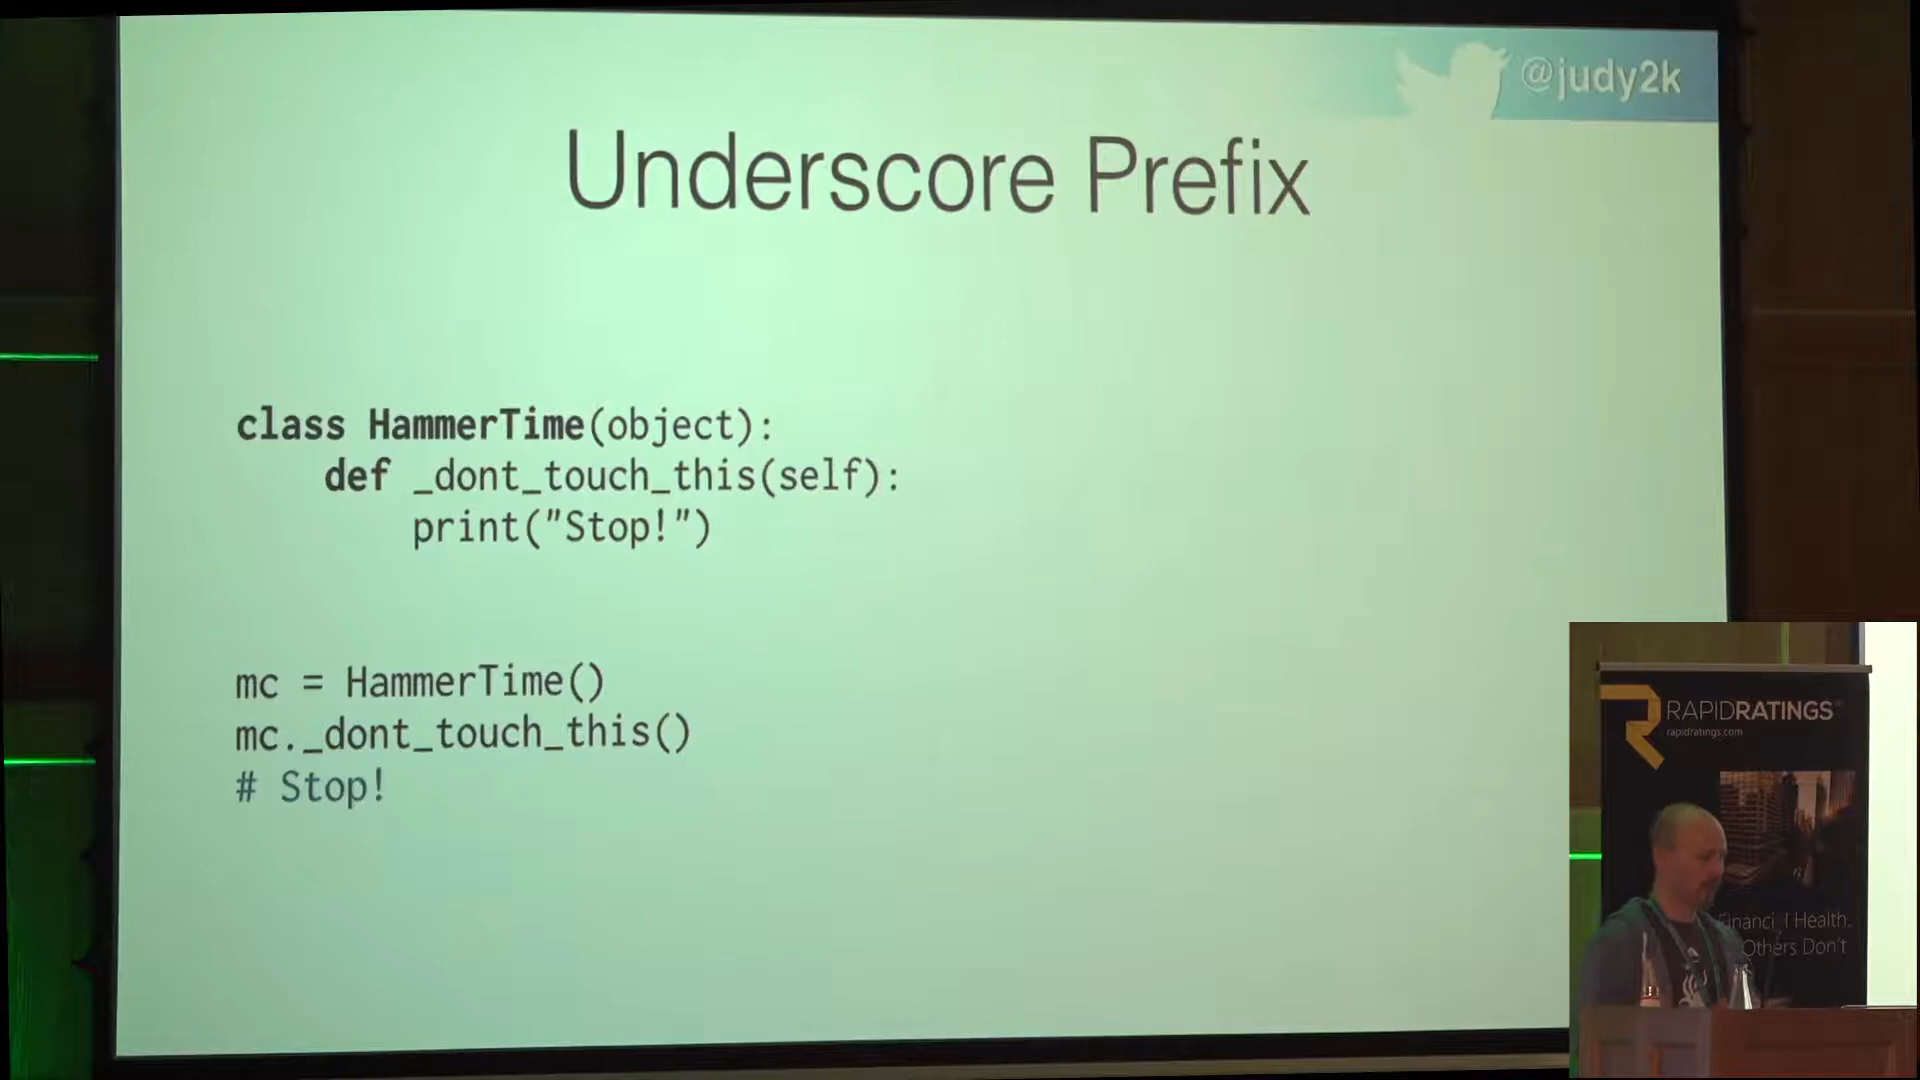 @judy2k
Underscore Prefix
class HammerTime(object):
    def _dont_touch_this(self):
        print("Stop!")
mc = HammerTime()
mc._dont_touch_this()
# Stop!
RAPIDRATINGS
rapidratings.com
Health.
Others Don't